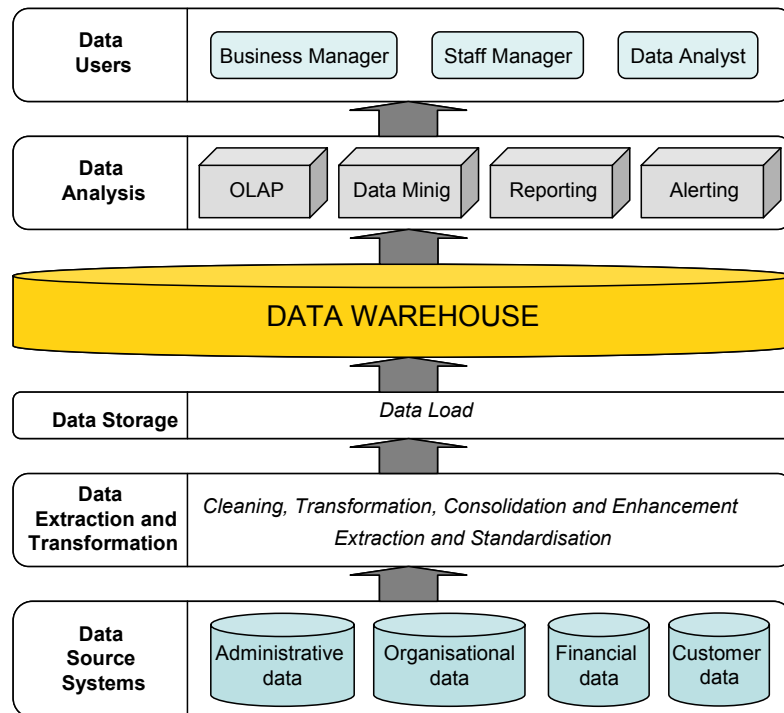 Data
Users
Business Manager
Staff Manager
Data Analyst
Data
Analysis
OLAP
Data Minig
Reporting
Alerting
DATA WAREHOUSE
Data Storage
Data Load
Data
Extraction and
Transformation
Cleaning, Transformation, Consolidation and Enhancement
Extraction and Standardisation
Data
Source
Systems
Administrative
data
Organisational
data
Financial
data
Customer
data